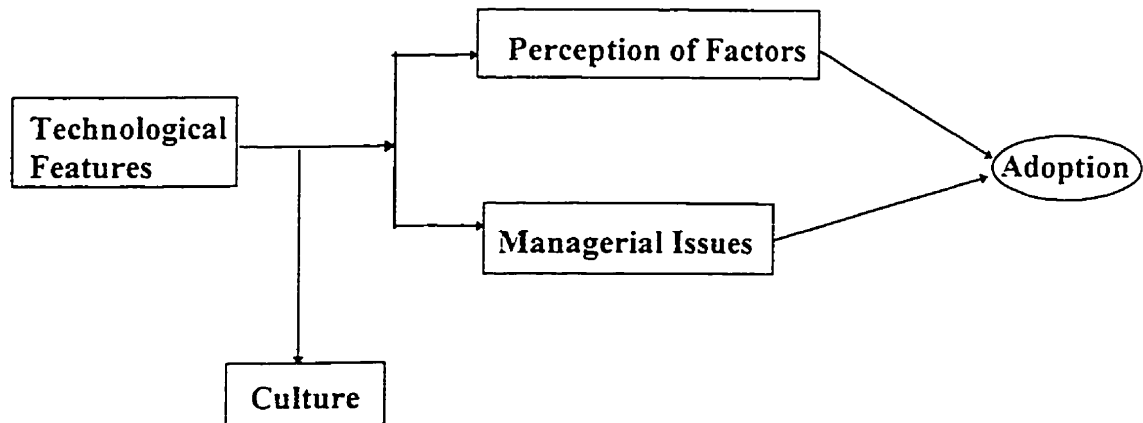 Perception of Factors
Technological
Features
Adoption
Managerial Issues
Culture